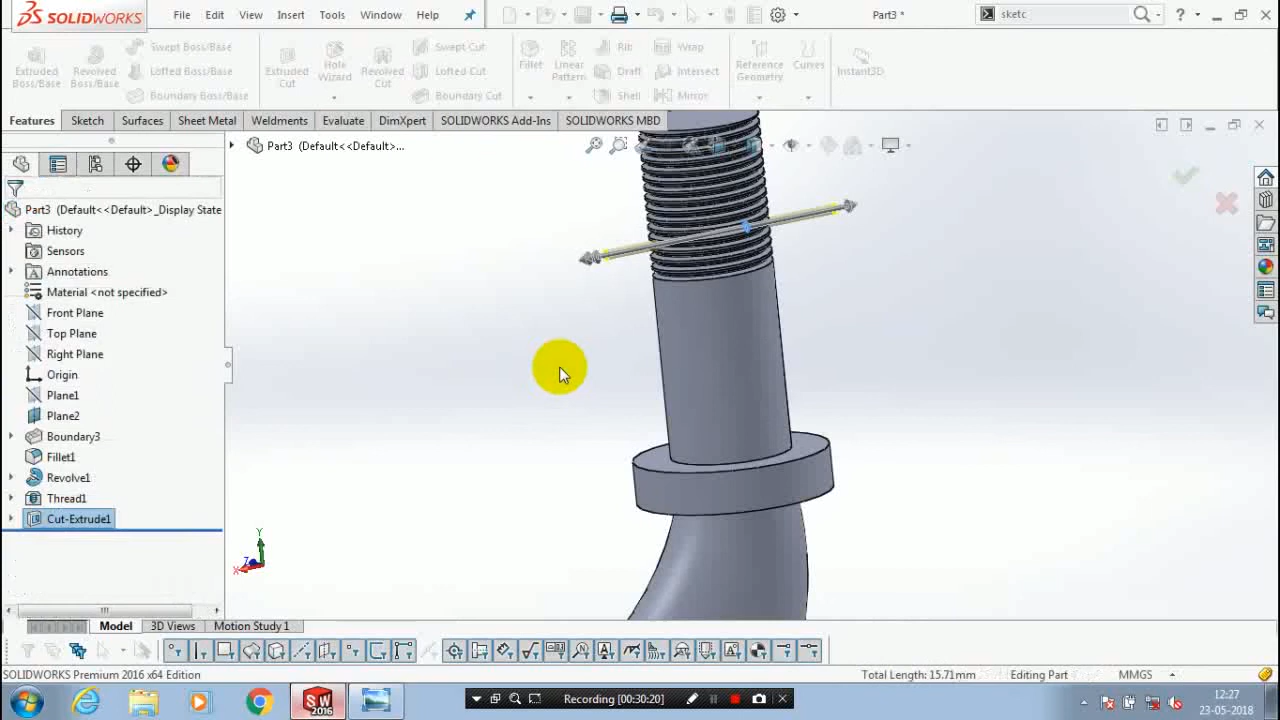 SOLIDWORKS File Edit View Insert Tools Window Help Part3 * sketc ?
Extruded Boss/Base
Revolved Boss/Base
Swept Boss/Base
Lofted Boss/Base
Boundary Boss/Base
Extruded Cut
Hole Wizard
Revolved Cut
Swept Cut
Lofted Cut
Boundary Cut
Fillet
Linear Pattern
Rib
Draft
Shell
Wrap
Intersect
Mirror
Reference Geometry
Curves
Instant3D
Features Sketch Surfaces Sheet Metal Weldments Evaluate DimXpert SOLIDWORKS Add-Ins SOLIDWORKS MBD
Part3 (Default<<Default>...
Part3 (Default<<Default>_Display State
History
Sensors
Annotations
Material <not specified>
Front Plane
Top Plane
Right Plane
Origin
Plane1
Plane2
Boundary3
Fillet1
Revolve1
Thread1
Cut-Extrude1
Y
Z
X
Model 3D Views Motion Study 1
SOLIDWORKS Premium 2016 x64 Edition Total Length: 15.71mm Editing Part MMGS
SW 2016
Recording [00:30:20]
12:27
23-05-2018